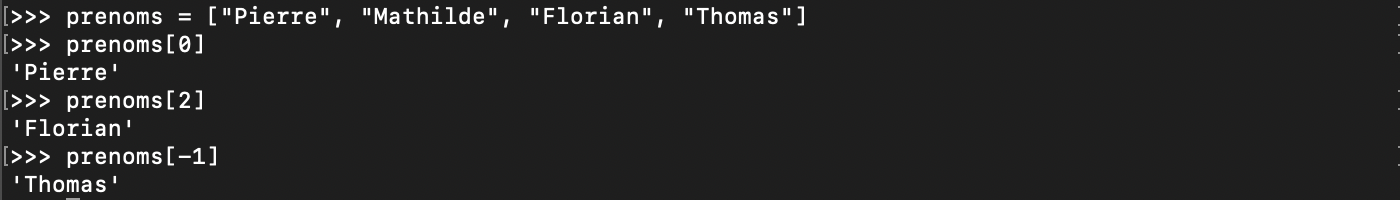 [>>> prenoms = ["Pierre", "Mathilde", "Florian", "Thomas"]
[>>> prenoms[0]
'Pierre'
[>>> prenoms[2]
'Florian'
[>>> prenoms[-1]
'Thomas'